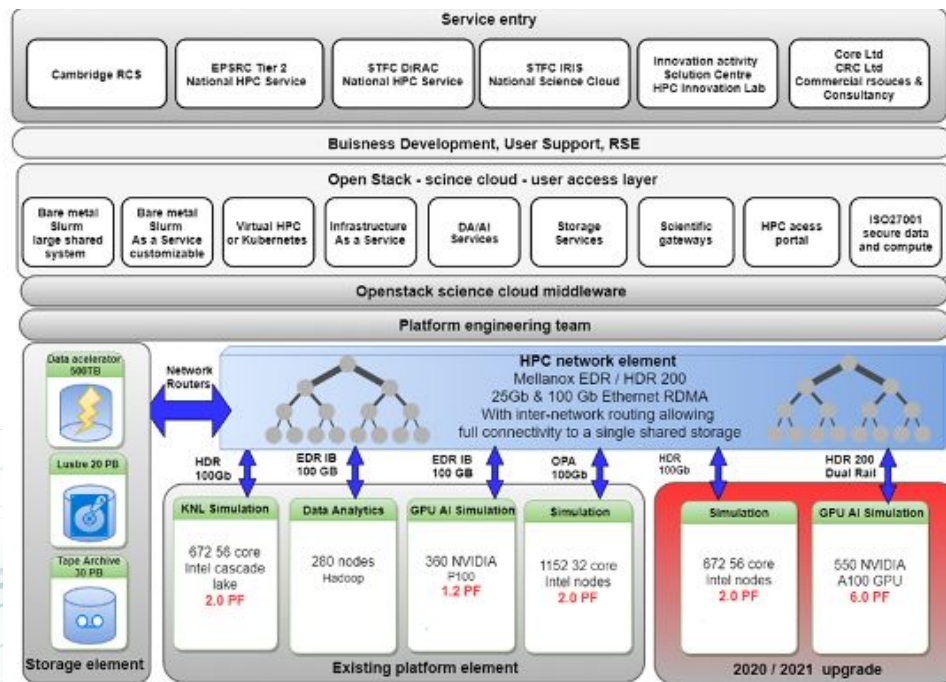 Service entry
Cambridge RCS
EPSRC Tier 2
National HPC Service
STFC DiRAC
National HPC Service
STFC IRIS
National Science Cloud
Innovation activity
Solution Centre
HPC Innovation Lab
Core Ltd
CRC Ltd
Commercial rsouces &
Consultancy
Buisness Development, User Support, RSE
Open Stack - scince cloud - user access layer
Bare metal
Slurm
large shared
system
Bare metal
Slurm
As a Service
customizable
Virtual HPC
or Kubernetes
Infrastructure
As a Service
DA/AI
Services
Storage
Services
Scientific
gateways
HPC acess
portal
ISO27001
secure data
and compute
Openstack science cloud middleware
Platform engineering team
Data acelerator
500TB
Lustre 20 PB
Tape Archive
30 PB
Storage element
Network
Routers
HPC network element
Mellanox EDR / HDR 200
25Gb & 100 Gb Ethernet RDMA
With inter-network routing allowing
full connectivity to a single shared storage
HDR
100Gb
EDR IB
100 GB
EDR IB
100 GB
OPA
100Gb
HDR
100Gb
HDR 200
Dual Rail
KNL Simulation
672 56 core
Intel cascade
lake
2.0 PF
Data Analytics
280 nodes
Hadoop
GPU AI Simulation
360 NVIDIA
P100
1.2 PF
Simulation
1152 32 core
Intel nodes
2.0 PF
Existing platform element
Simulation
672 56 core
Intel nodes
2.0 PF
GPU AI Simulation
550 NVIDIA
A100 GPU
6.0 PF
2020 / 2021 upgrade